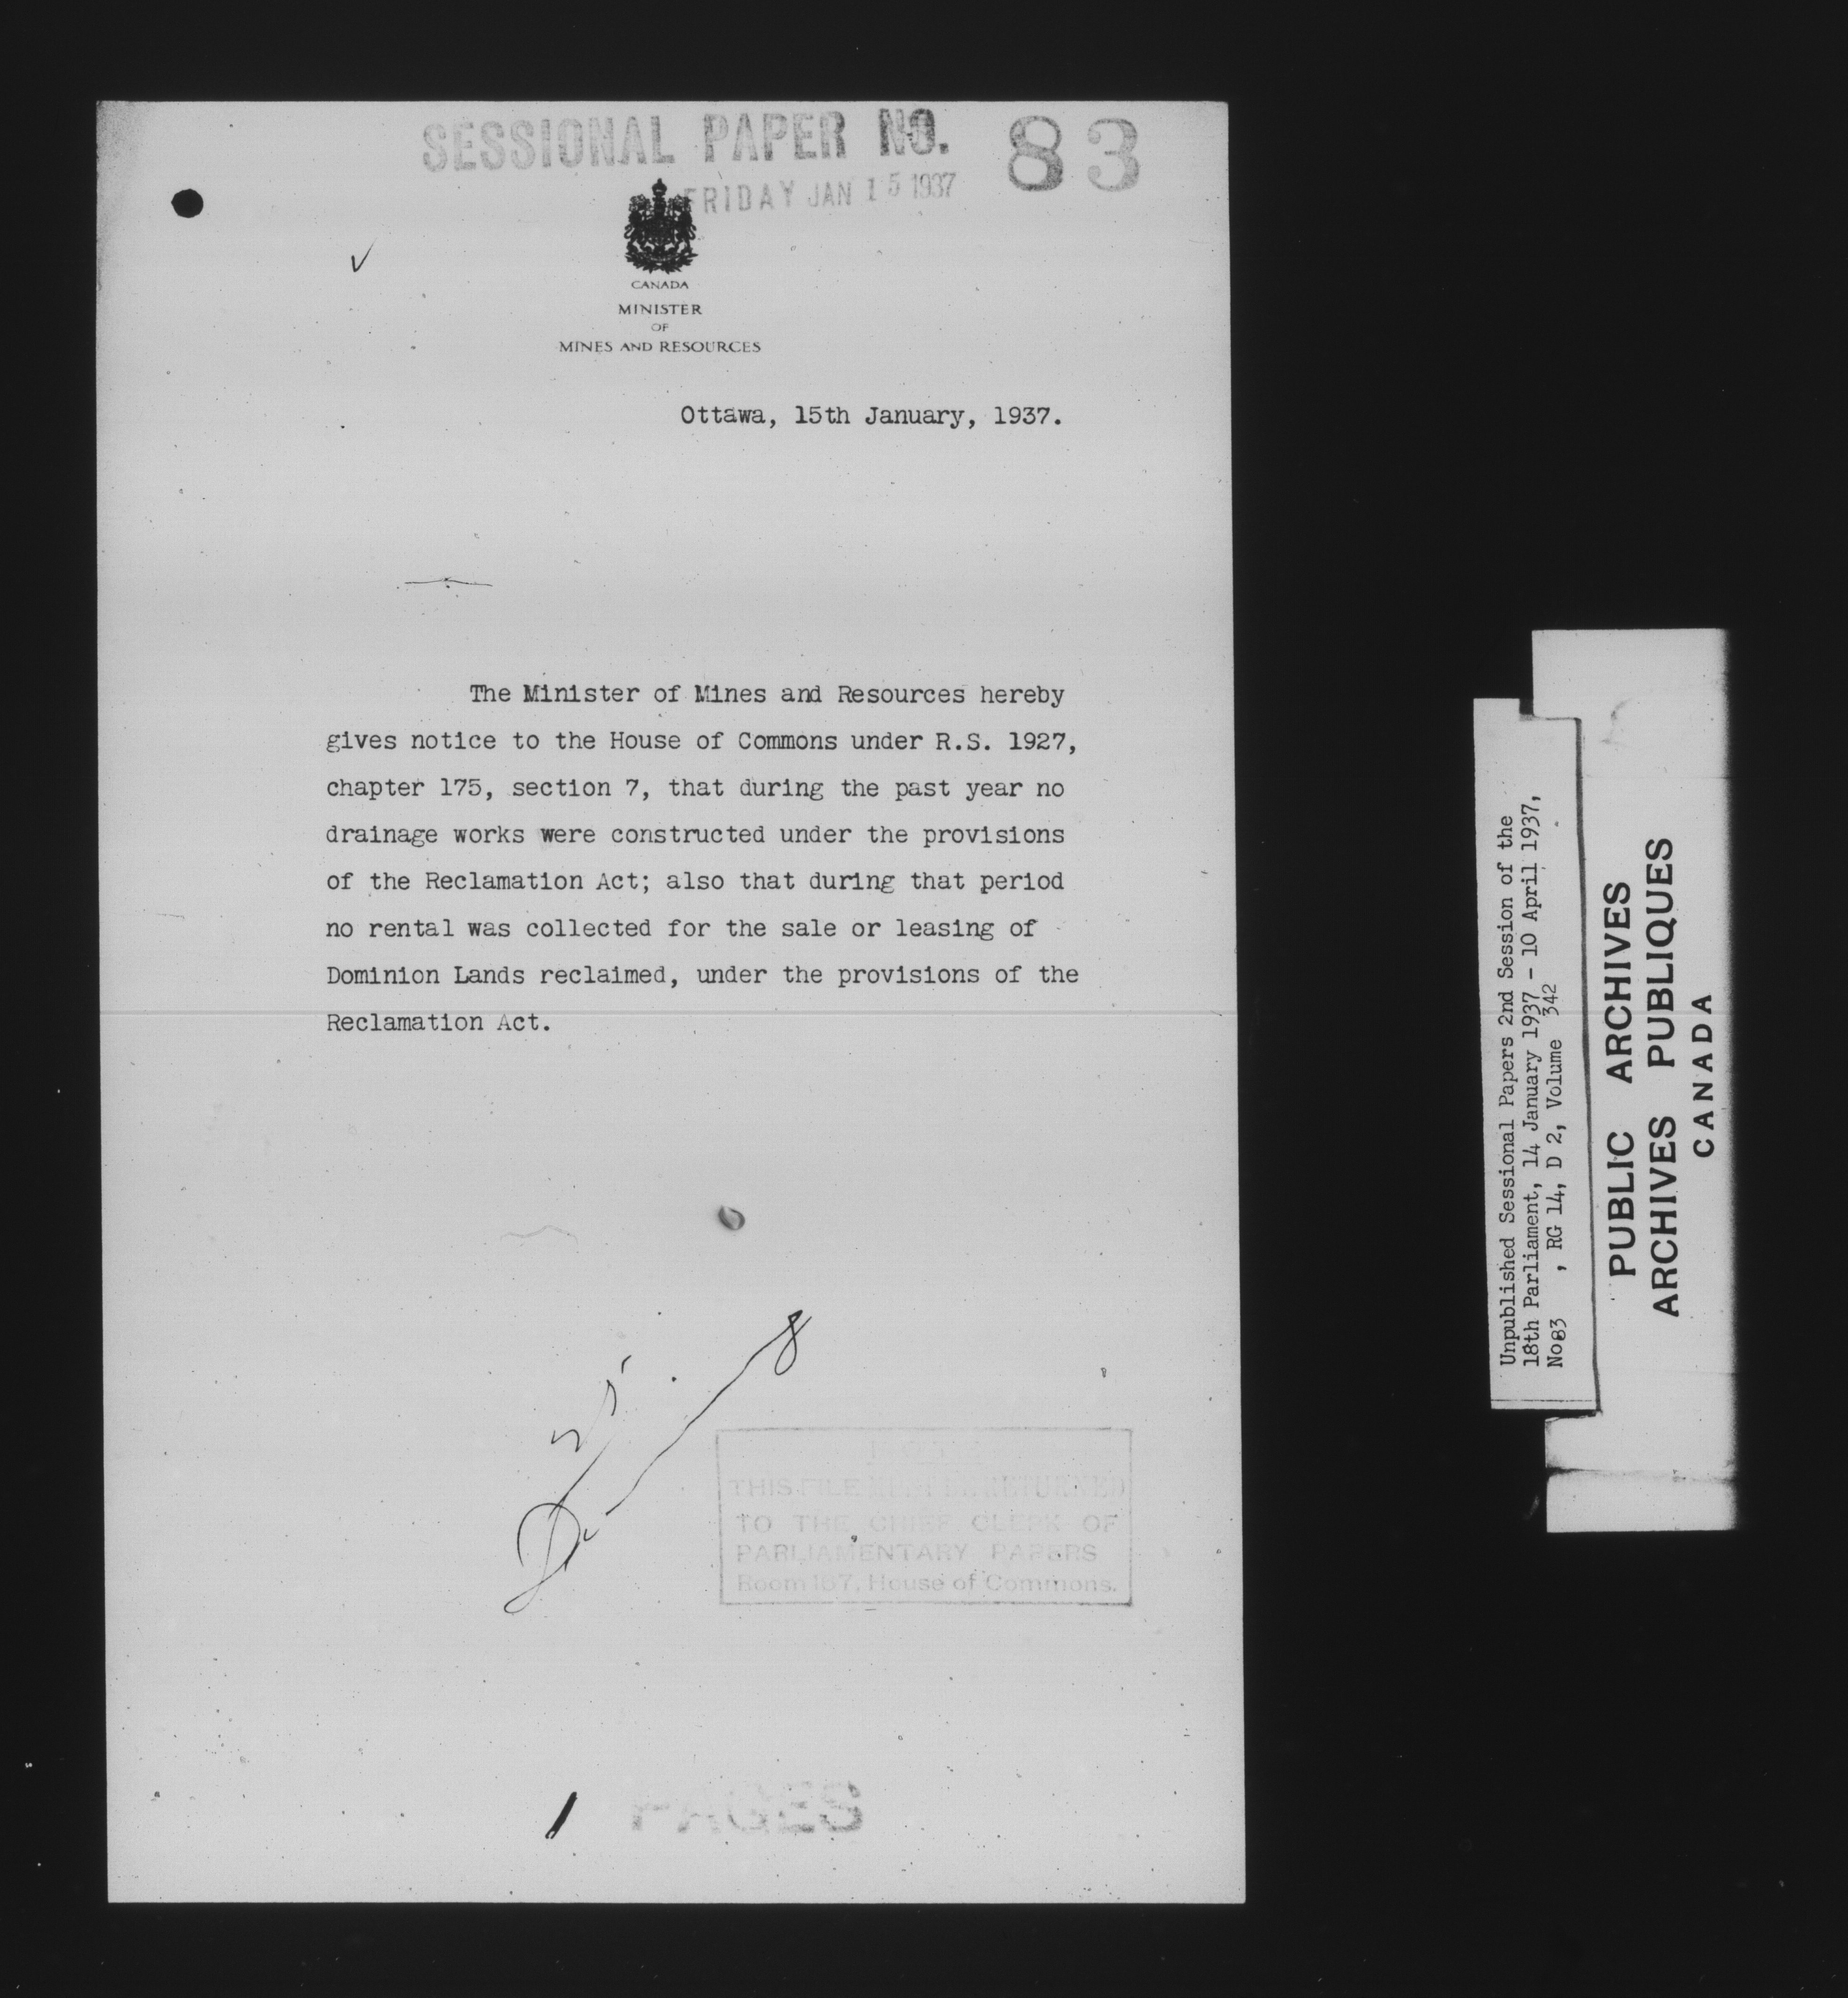 SESSIONAL PAPER NO. 83
FRIDAY JAN 15 1937
CANADA
MINISTER
OF
MINES AND RESOURCES
Ottawa, 15th January, 1937.
The Minister of Mines and Resources hereby
gives notice to the House of Commons under R.S. 1927,
chapter 175, section 7, that during the past year no
drainage works were constructed under the provisions
of the Reclamation Act; also that during that period
no rental was collected for the sale or leasing of
Dominion Lands reclaimed, under the provisions of the
Reclamation Act.
THIS FILE MUST BE RETURNED
TO THE CHIEF CLERK OF
PARLIAMENTARY PAPERS
Room 167, House of Commons.
Unpublished Sessional Papers 2nd Session of the
18th Parliament, 14 January 1937 - 10 April 1937,
No83 , RG 14, D 2, Volume 342
PUBLIC ARCHIVES
ARCHIVES PUBLIQUES
CANADA